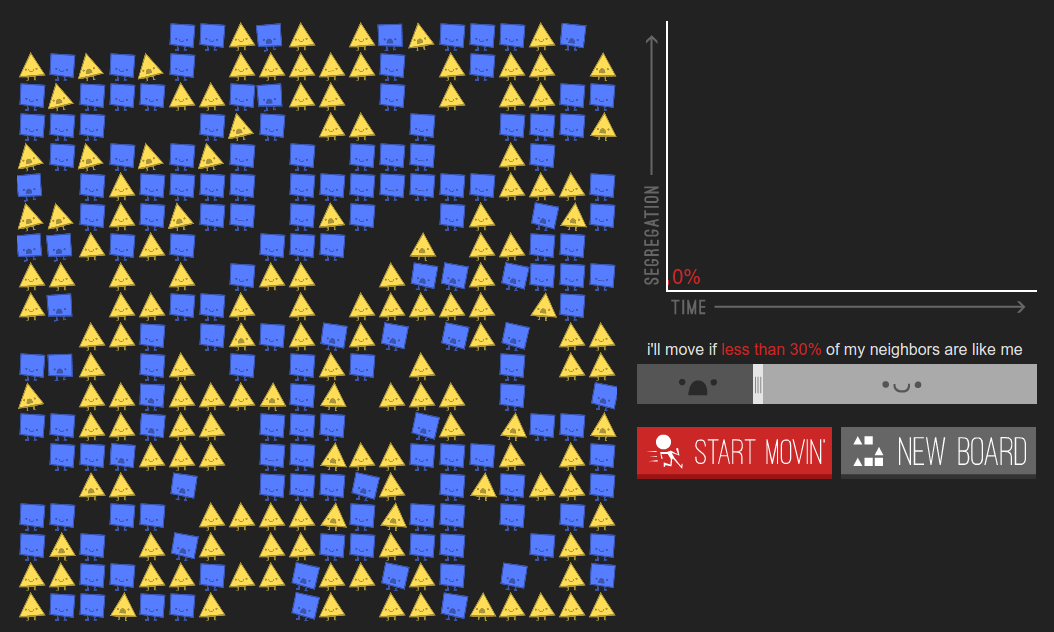 SEGREGATION
0%
TIME
i'll move if less than 30% of my neighbors are like me
START MOVIN'
NEW BOARD